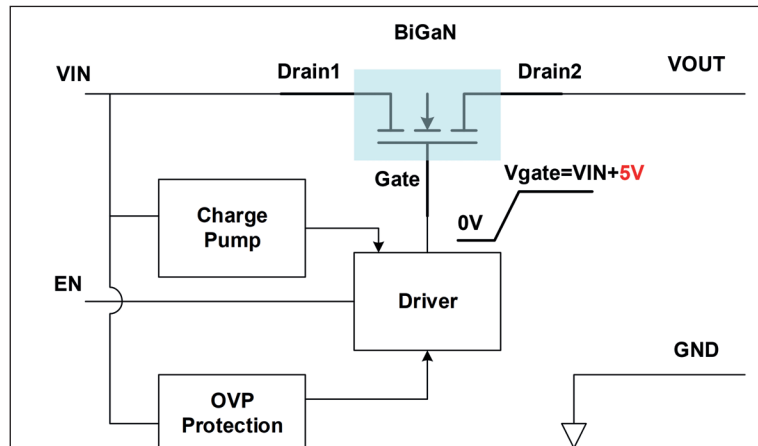 BiGaN
VIN
Drain1
Drain2
VOUT
Gate
Vgate=VIN+5V
0V
Charge
Pump
EN
Driver
GND
OVP
Protection